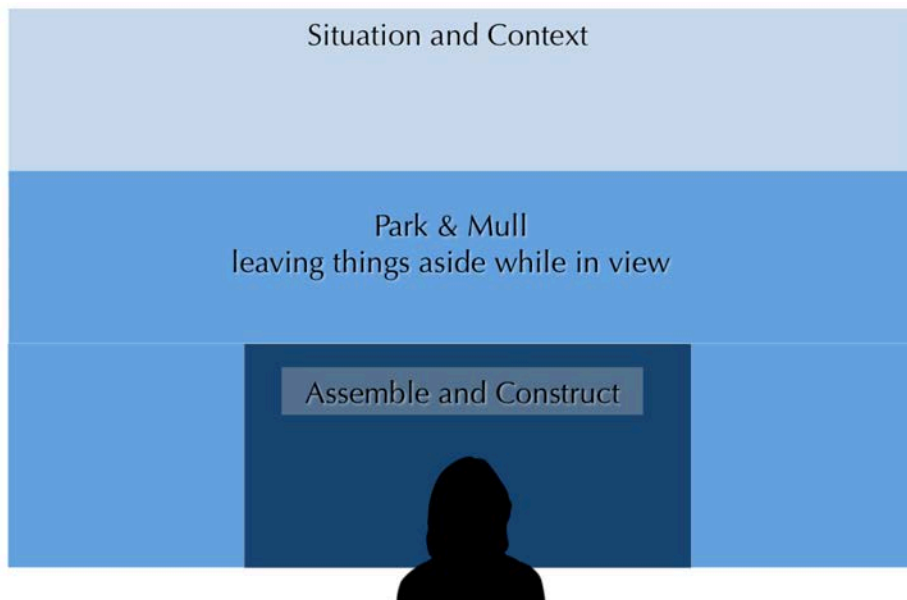 Situation and Context
Park & Mull
leaving things aside while in view
Assemble and Construct